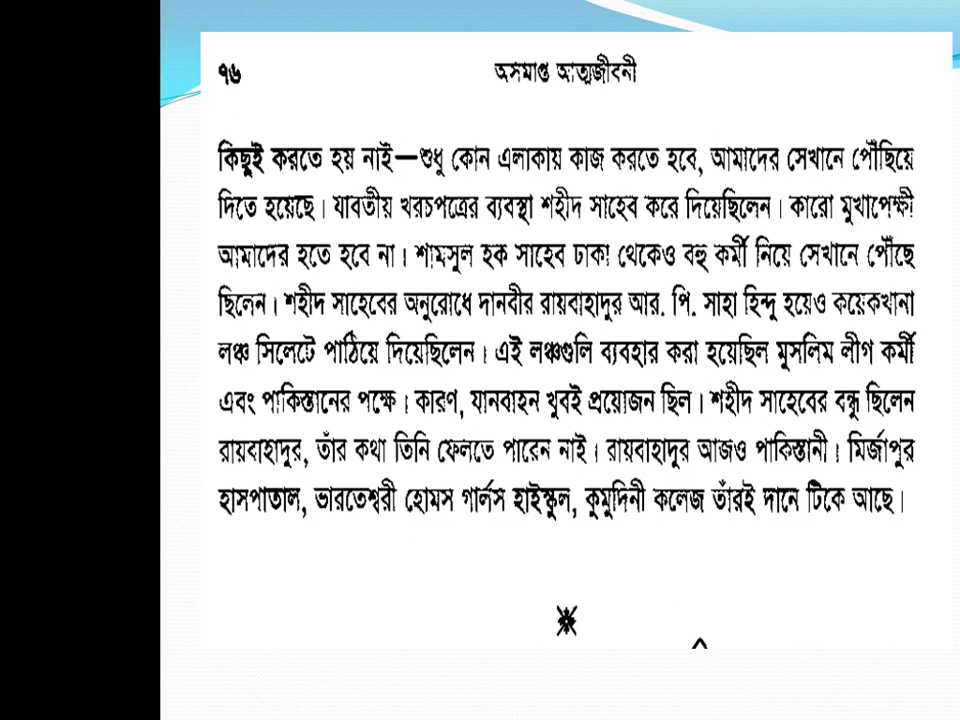 ৭৬ অসমাপ্ত আত্মজীবনী
কিছুই করতে হয় নাই—শুধু কোন এলাকায় কাজ করতে হবে, আমাদের সেখানে পৌঁছিয়ে
দিতে হয়েছে। যাবতীয় খরচপত্রের ব্যবস্থা শহীদ সাহেব করে দিয়েছিলেন। কারো মুখাপেক্ষী
আমাদের হতে হবে না। শামসুল হক সাহেব ঢাকা থেকেও বহু কর্মী নিয়ে সেখানে পৌঁছে
ছিলেন। শহীদ সাহেবের অনুরোধে দানবীর রায়বাহাদুর আর. পি. সাহা হিন্দু হয়েও কয়েকখানা
লঞ্চ সিলেটে পাঠিয়ে দিয়েছিলেন। এই লঞ্চগুলি ব্যবহার করা হয়েছিল মুসলিম লীগ কর্মী
এবং পাকিস্তানের পক্ষে। কারণ, যানবাহন খুবই প্রয়োজন ছিল। শহীদ সাহেবের বন্ধু ছিলেন
রায়বাহাদুর, তাঁর কথা তিনি ফেলতে পারেন নাই। রায়বাহাদুর আজও পাকিস্তানী। মির্জাপুর
হাসপাতাল, ভারতেশ্বরী হোমস গার্লস হাইস্কুল, কুমুদিনী কলেজ তাঁরই দানে টিকে আছে।